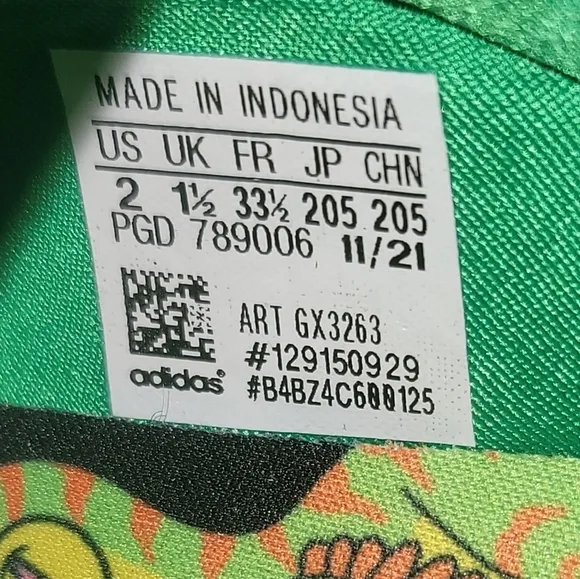 MADE IN INDONESIA
US UK FR JP CHN
2 1½ 33½ 205 205
PGD 789006 11/21
ART GX3263
#129150929
adidas #B4BZ4C600125